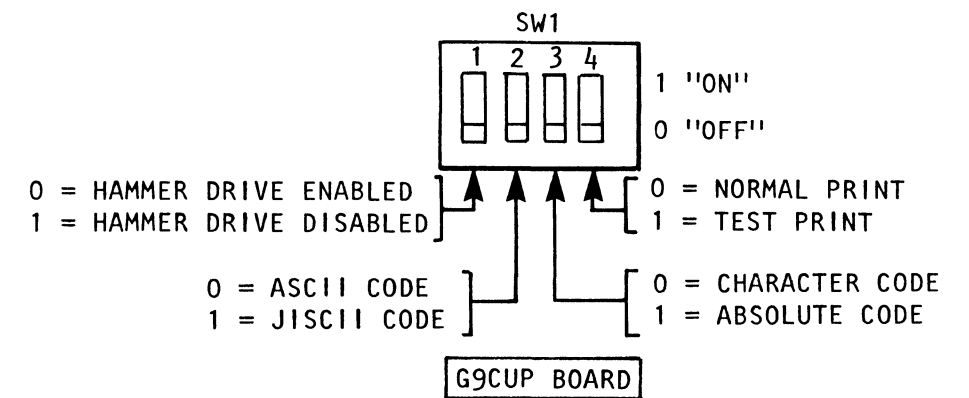 SW1
1 2 3 4
1 "ON"
0 "OFF"
0 = HAMMER DRIVE ENABLED
1 = HAMMER DRIVE DISABLED
0 = NORMAL PRINT
1 = TEST PRINT
0 = ASCII CODE
1 = JISCII CODE
0 = CHARACTER CODE
1 = ABSOLUTE CODE
G9CUP BOARD